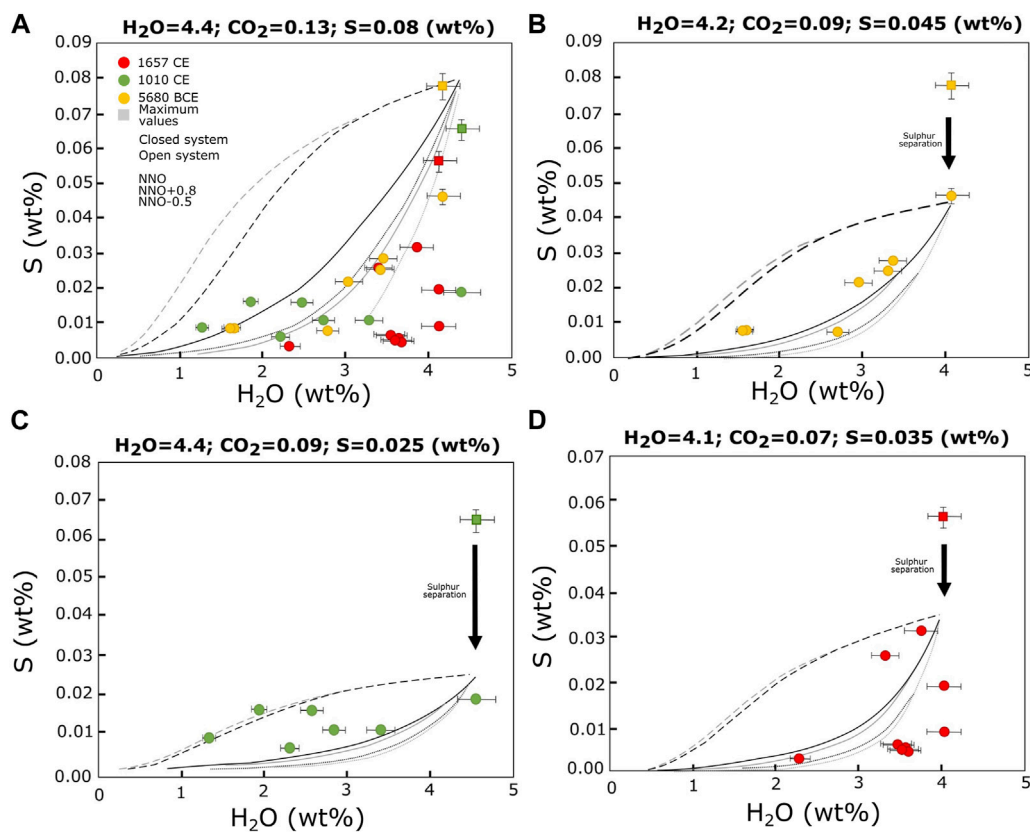 A
H2O=4.4; CO2=0.13; S=0.08 (wt%)
0.09
0.08
0.07
0.06
0.05
0.04
0.03
0.02
0.01
0.00
S (wt%)
1657 CE
1010 CE
5680 BCE
Maximum
values
Closed system
Open system
NNO
NNO+0.8
NNO-0.5
0 1 2 3 4 5
H2O (wt%)
B
H2O=4.2; CO2=0.09; S=0.045 (wt%)
0.09
0.08
0.07
0.06
0.05
0.04
0.03
0.02
0.01
0.00
S (wt%)
Sulphur
separation
0 1 2 3 4 5
H2O (wt%)
C
H2O=4.4; CO2=0.09; S=0.025 (wt%)
0.08
0.07
0.06
0.05
0.04
0.03
0.02
0.01
0.00
S (wt%)
Sulphur
separation
0 1 2 3 4 5
H2O (wt%)
D
H2O=4.1; CO2=0.07; S=0.035 (wt%)
0.07
0.06
0.05
0.04
0.03
0.02
0.01
0.00
S (wt%)
Sulphur
separation
0 1 2 3 4 5
H2O (wt%)